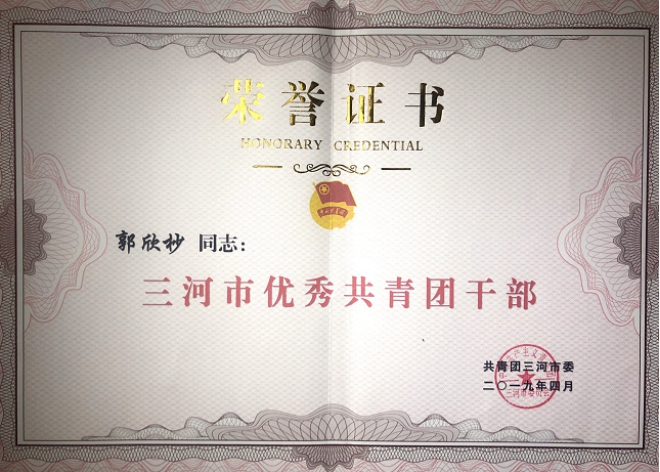 荣誉证书
HONORARY CREDENTIAL
郭欣杪 同志：
三河市优秀共青团干部
共青团三河市委
二〇一九年四月